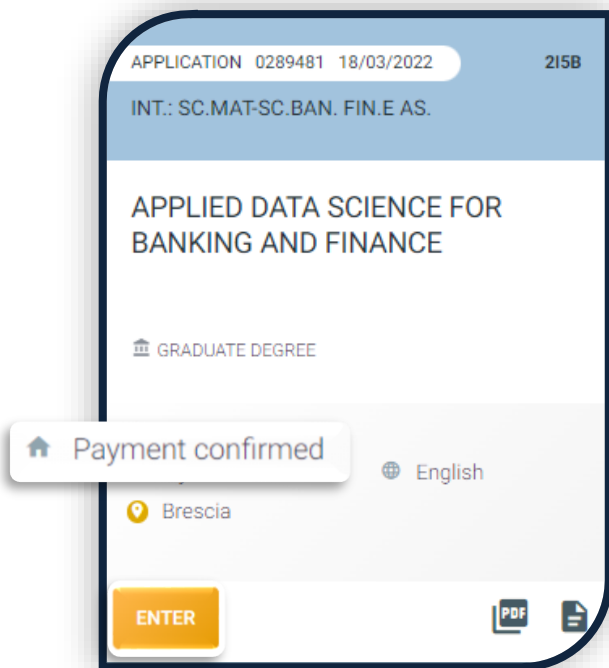 APPLICATION 0289481 18/03/2022 2I5B
INT.: SC.MAT-SC.BAN. FIN.E AS.
APPLIED DATA SCIENCE FOR
BANKING AND FINANCE
GRADUATE DEGREE
Payment confirmed
English
Brescia
ENTER
PDF